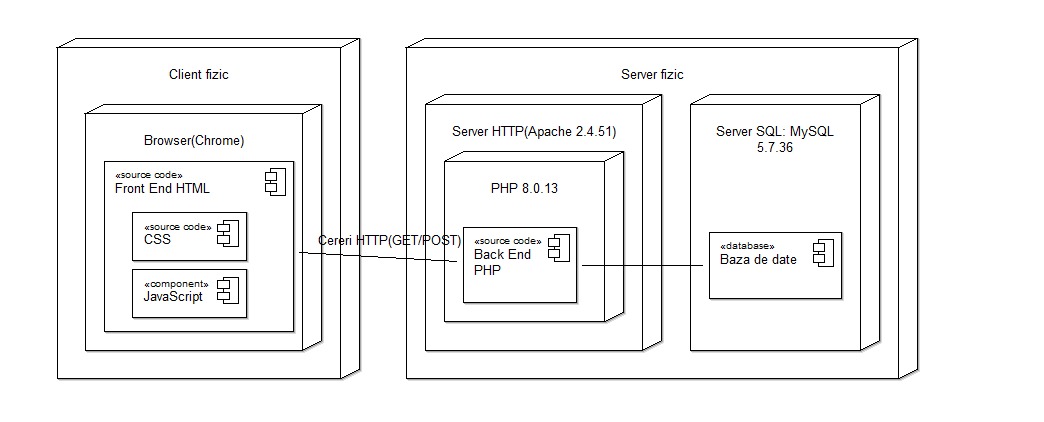 Client fizic
Browser(Chrome)
«source code»
Front End HTML
«source code»
CSS
«component»
JavaScript
Cereri HTTP(GET/POST)
Server fizic
Server HTTP(Apache 2.4.51)
PHP 8.0.13
«source code»
Back End
PHP
Server SQL: MySQL
5.7.36
«database»
Baza de date